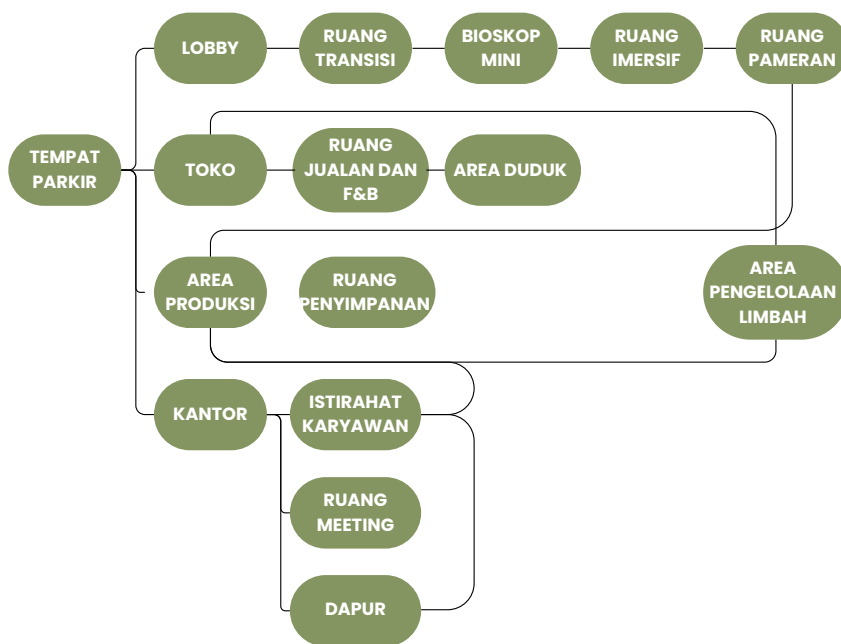 LOBBY
RUANG
TRANSISI
BIOSKOP
MINI
RUANG
IMERSIF
RUANG
PAMERAN
TEMPAT
PARKIR
TOKO
RUANG
JUALAN DAN
F&B
AREA DUDUK
AREA
PRODUKSI
RUANG
PENYIMPANAN
AREA
PENGELOLAAN
LIMBAH
KANTOR
ISTIRAHAT
KARYAWAN
RUANG
MEETING
DAPUR